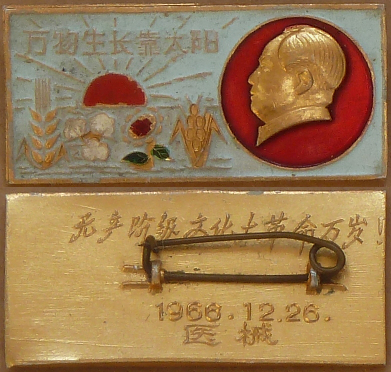 万物生长靠太阳
无产阶级文化大革命万岁!
1966.12.26.
医械